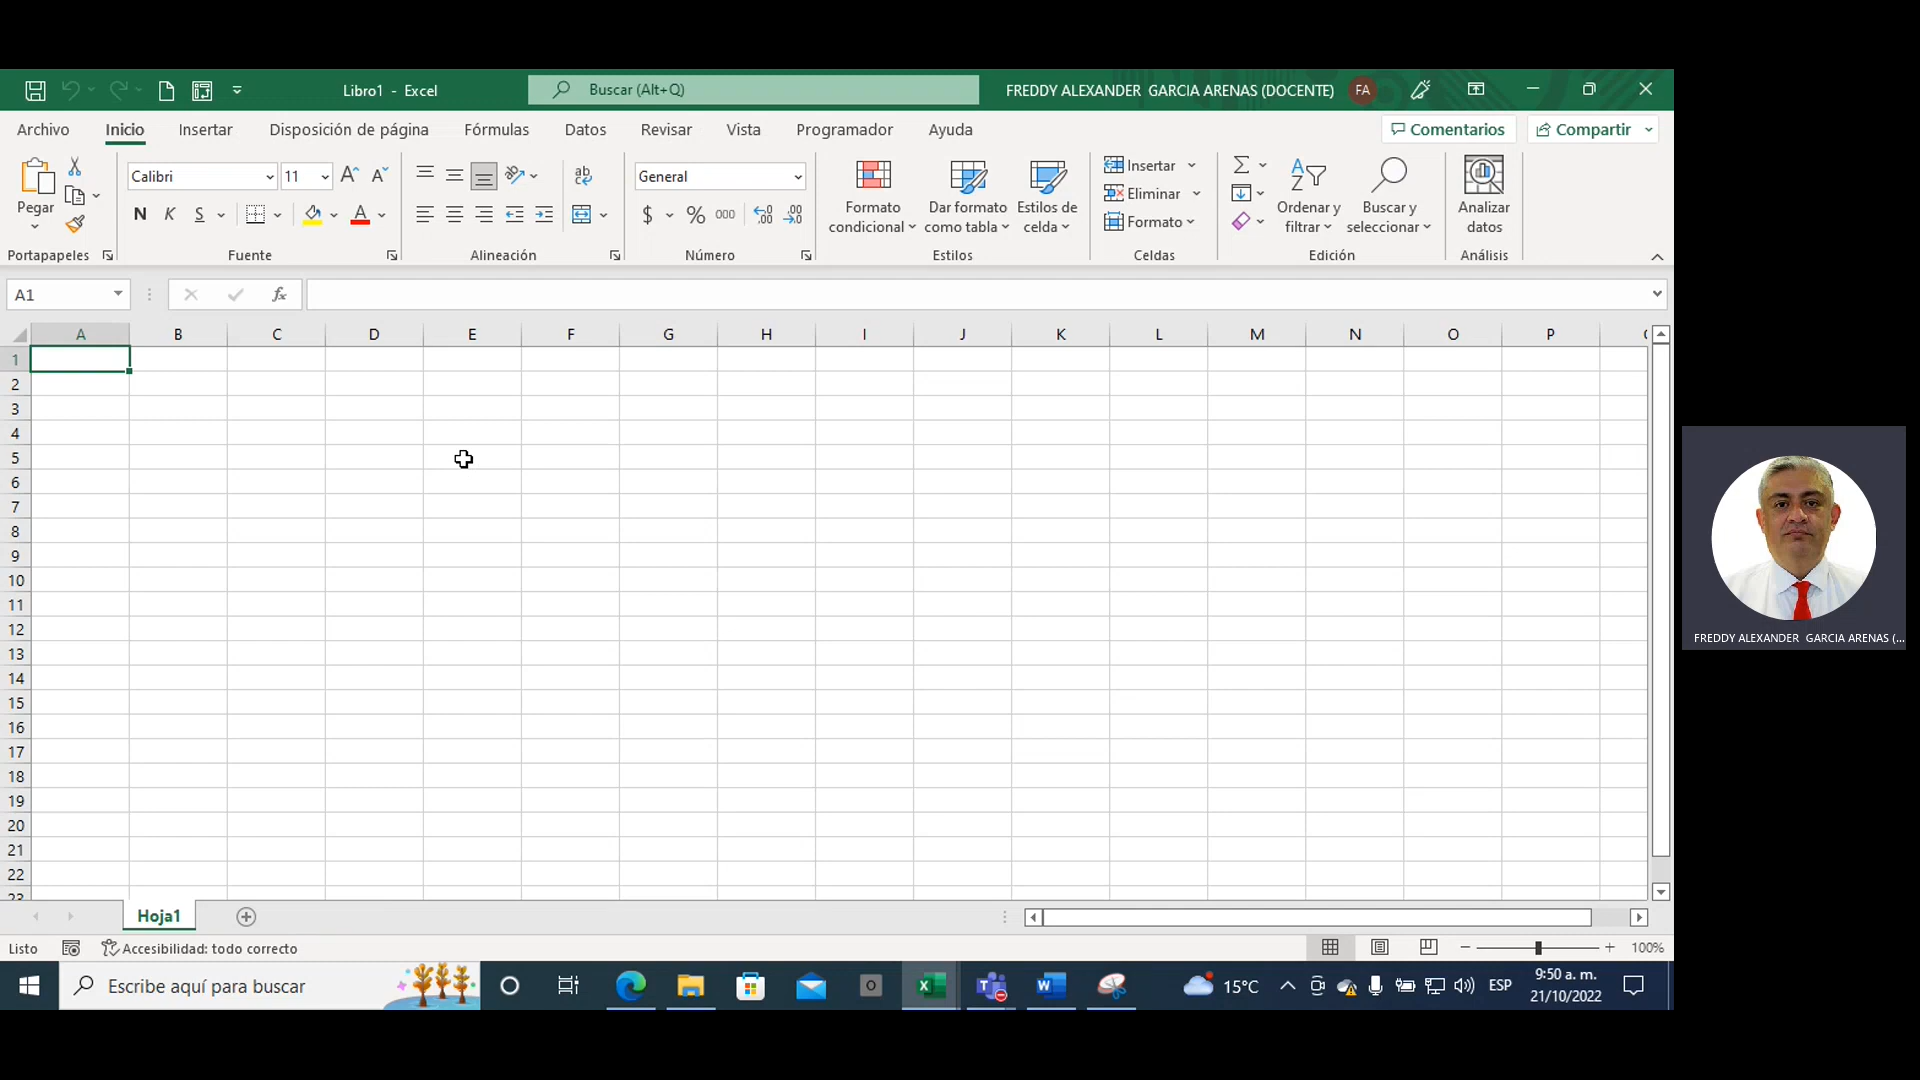 Libro1 - Excel
Buscar (Alt+Q)
FREDDY ALEXANDER GARCIA ARENAS (DOCENTE)
FA
Archivo
Inicio
Insertar
Disposición de página
Fórmulas
Datos
Revisar
Vista
Programador
Ayuda
Comentarios
Compartir
Pegar
Portapapeles
Calibri
11
N K S
Fuente
ab
Alineación
General
$ % 000
Número
Formato condicional
Dar formato como tabla
Estilos de celda
Estilos
Insertar
Eliminar
Formato
Celdas
Ordenar y filtrar
Buscar y seleccionar
Edición
Analizar datos
Análisis
A1
fx
A B C D E F G H I J K L M N O P
1
2
3
4
5
6
7
8
9
10
11
12
13
14
15
16
17
18
19
20
21
22
23
Hoja1
Listo
Accesibilidad: todo correcto
100%
Escribe aquí para buscar
15°C
ESP
9:50 a. m.
21/10/2022
FREDDY ALEXANDER GARCIA ARENAS (...